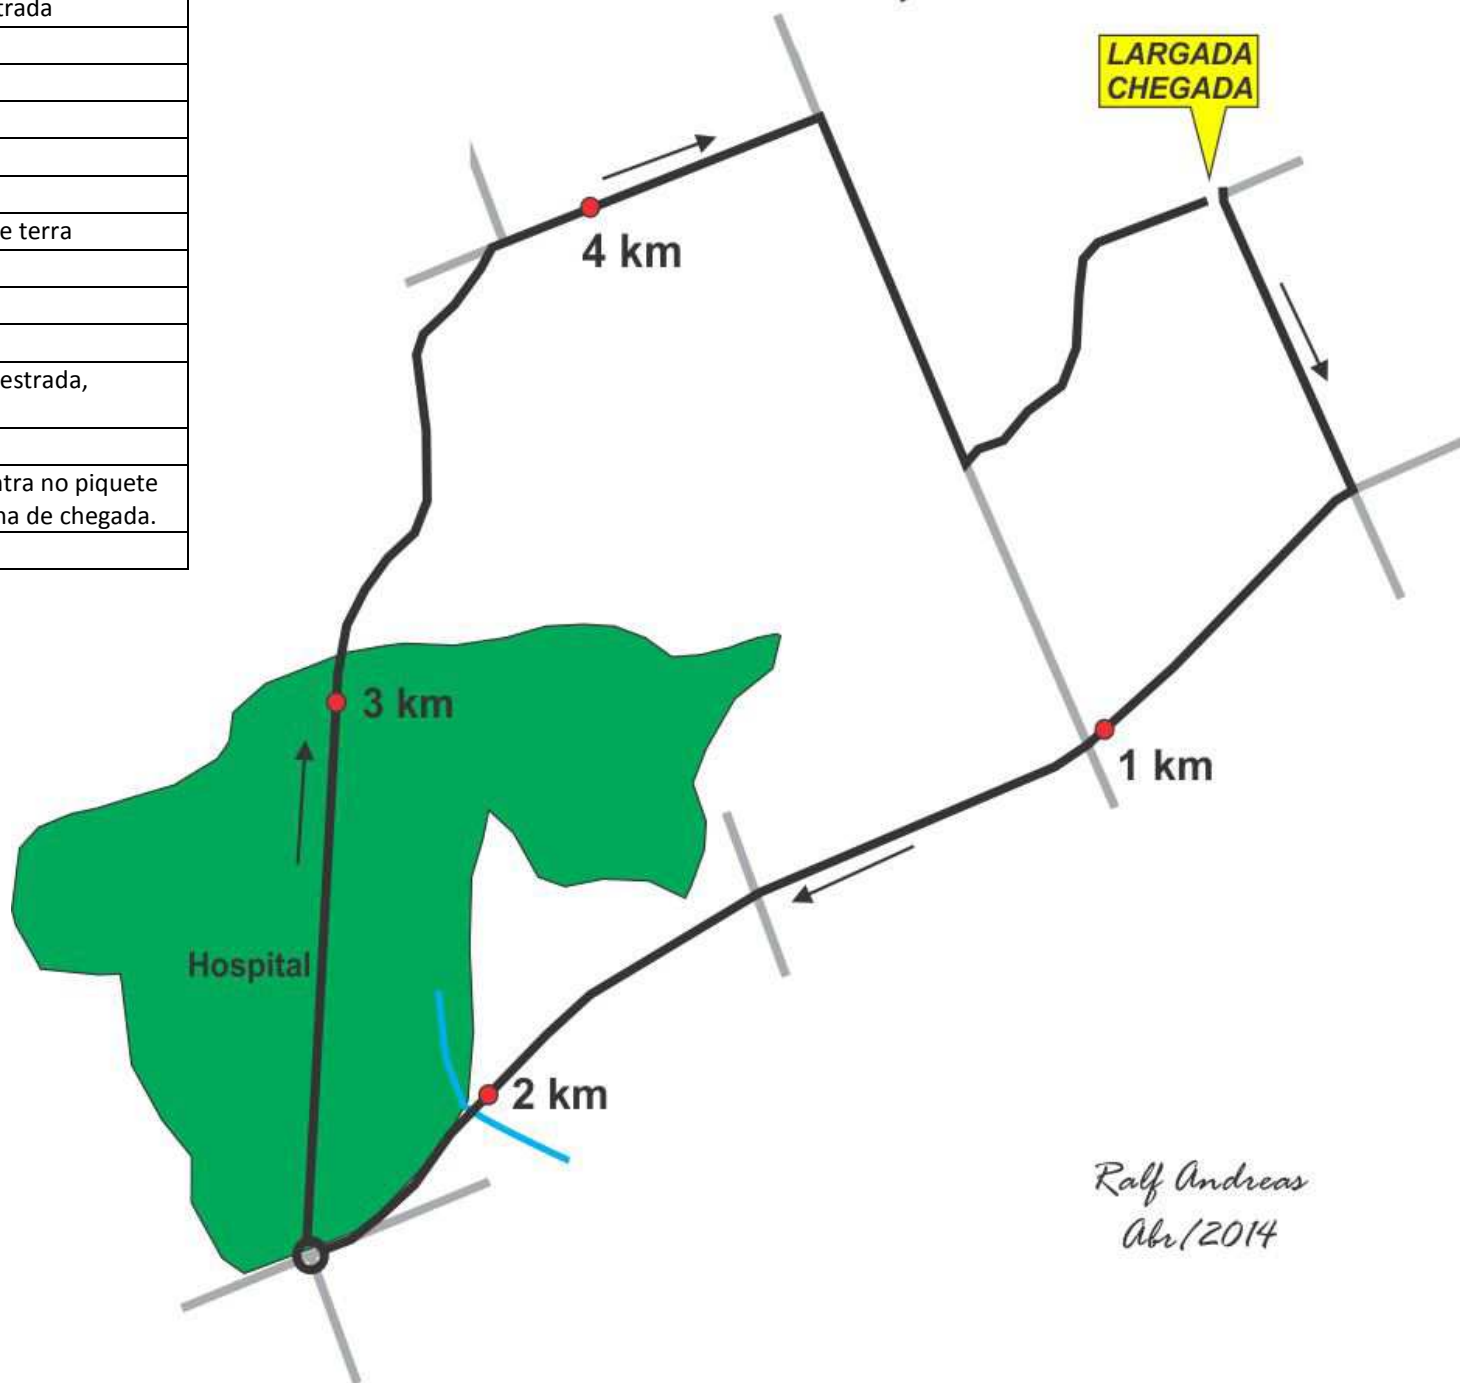 trada
e terra
estrada,
ntra no piquete
na de chegada.
LARGADA
CHEGADA
4 km
3 km
1 km
Hospital
2 km
Ralf Andreas
Abr/2014